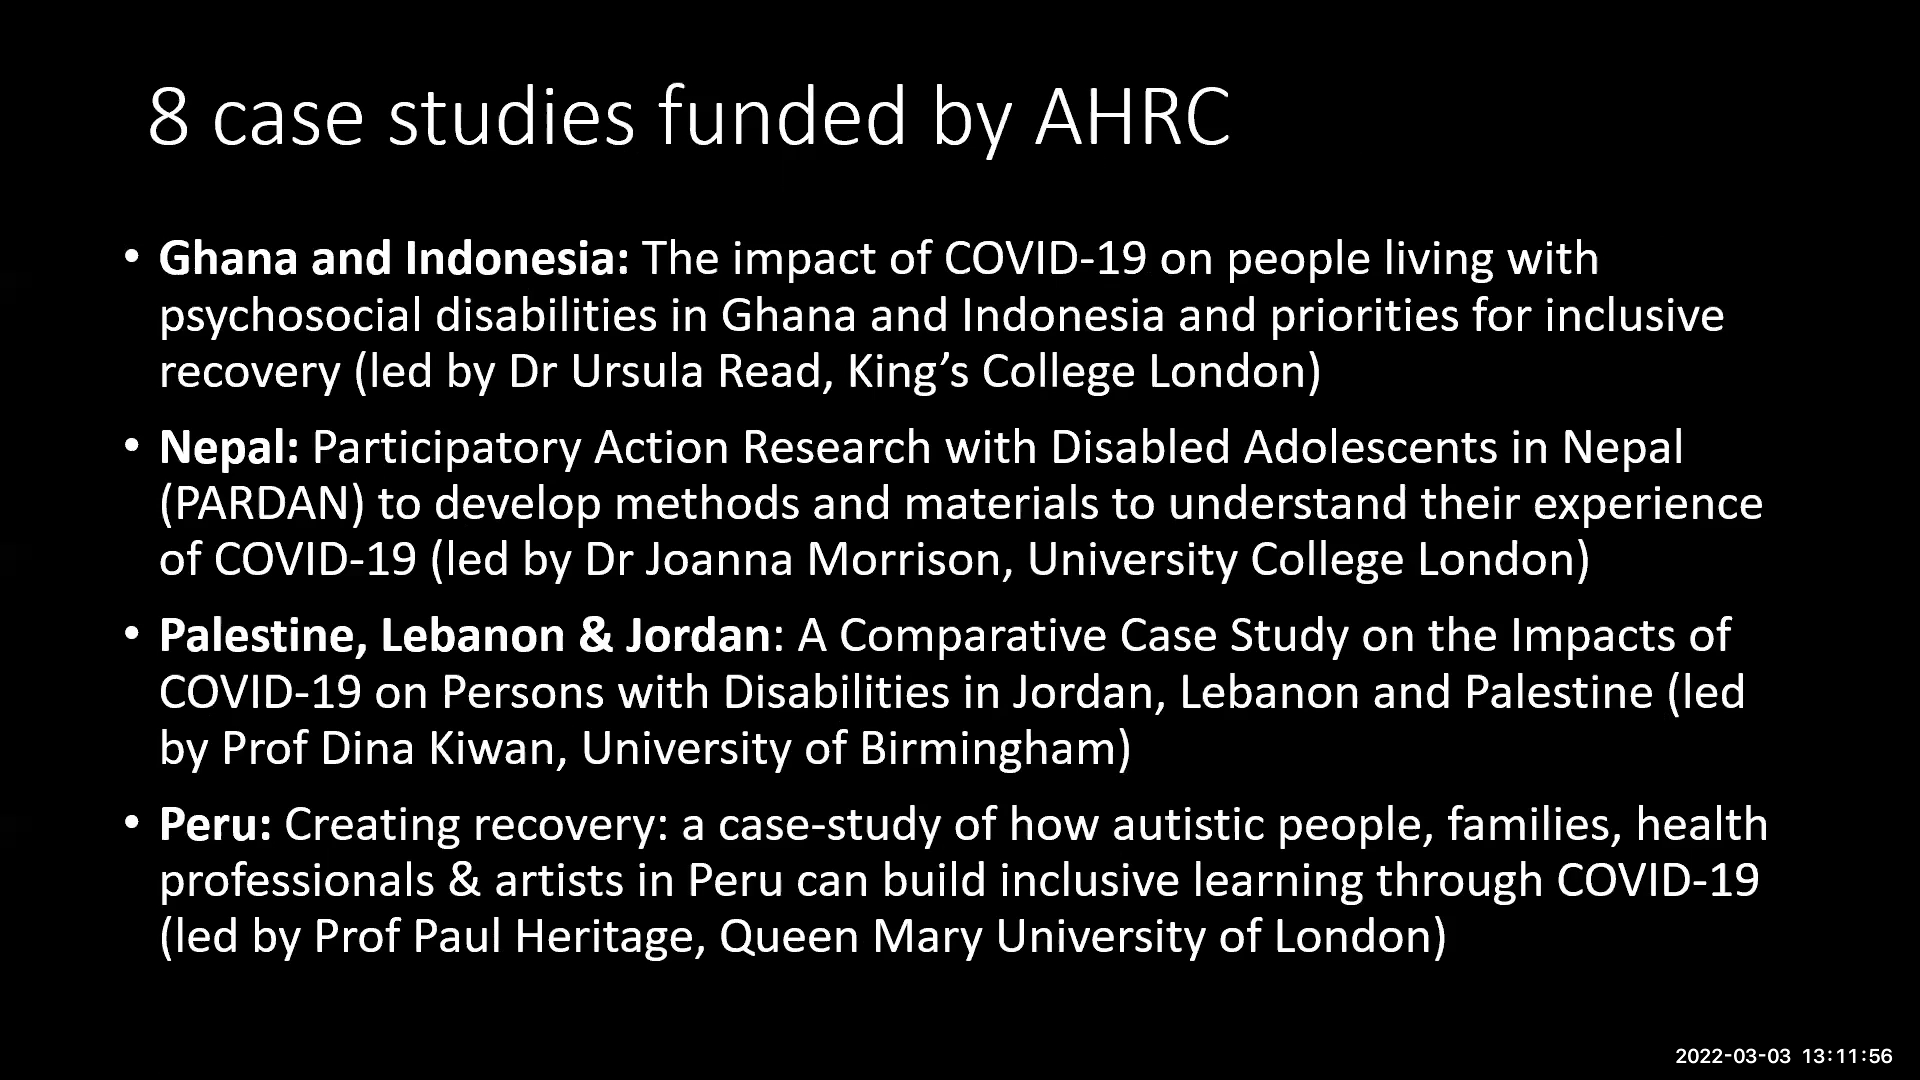 8 case studies funded by AHRC
• Ghana and Indonesia: The impact of COVID-19 on people living with
psychosocial disabilities in Ghana and Indonesia and priorities for inclusive
recovery (led by Dr Ursula Read, King’s College London)
• Nepal: Participatory Action Research with Disabled Adolescents in Nepal
(PARDAN) to develop methods and materials to understand their experience
of COVID-19 (led by Dr Joanna Morrison, University College London)
• Palestine, Lebanon & Jordan: A Comparative Case Study on the Impacts of
COVID-19 on Persons with Disabilities in Jordan, Lebanon and Palestine (led
by Prof Dina Kiwan, University of Birmingham)
• Peru: Creating recovery: a case-study of how autistic people, families, health
professionals & artists in Peru can build inclusive learning through COVID-19
(led by Prof Paul Heritage, Queen Mary University of London)
2022-03-03 13:11:56